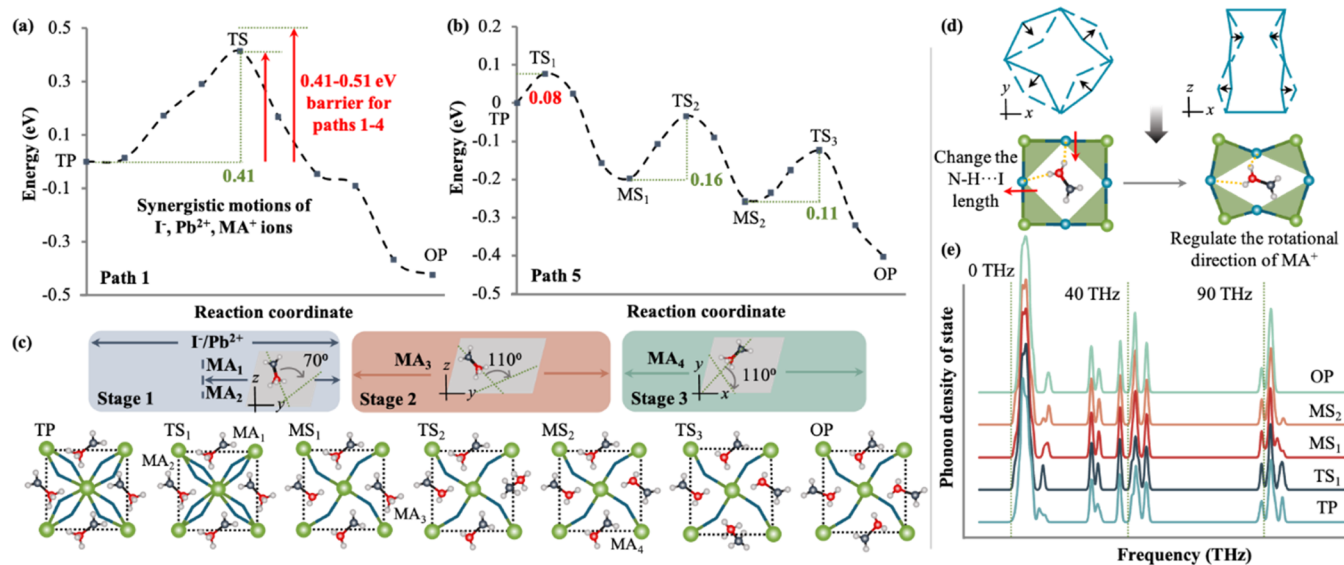 (a)
Energy (eV)
0.5
0.3
0.1
-0.1
-0.3
-0.5
TP
TS
0.41
0.41-0.51 eV
barrier for
paths 1-4
Synergistic motions of
I⁻, Pb²⁺, MA⁺ ions
Path 1
OP
Reaction coordinate
(b)
Energy (eV)
0.2
0.1
0
-0.1
-0.2
-0.3
-0.4
TP
TS₁
0.08
MS₁
TS₂
0.16
MS₂
TS₃
0.11
OP
Path 5
Reaction coordinate
(c)
I⁻/Pb²⁺
MA₁
MA₂
z
y
70º
Stage 1
MA₃
z
y
110º
Stage 2
MA₄
y
x
110º
Stage 3
TP
TS₁
MA₁
MA₂
MS₁
MA₃
TS₂
MS₂
MA₄
TS₃
OP
(d)
y
x
z
x
Change the
N-H···I
length
Regulate the rotational
direction of MA⁺
(e)
0 THz
40 THz
90 THz
Phonon density of state
OP
MS₂
MS₁
TS₁
TP
Frequency (THz)